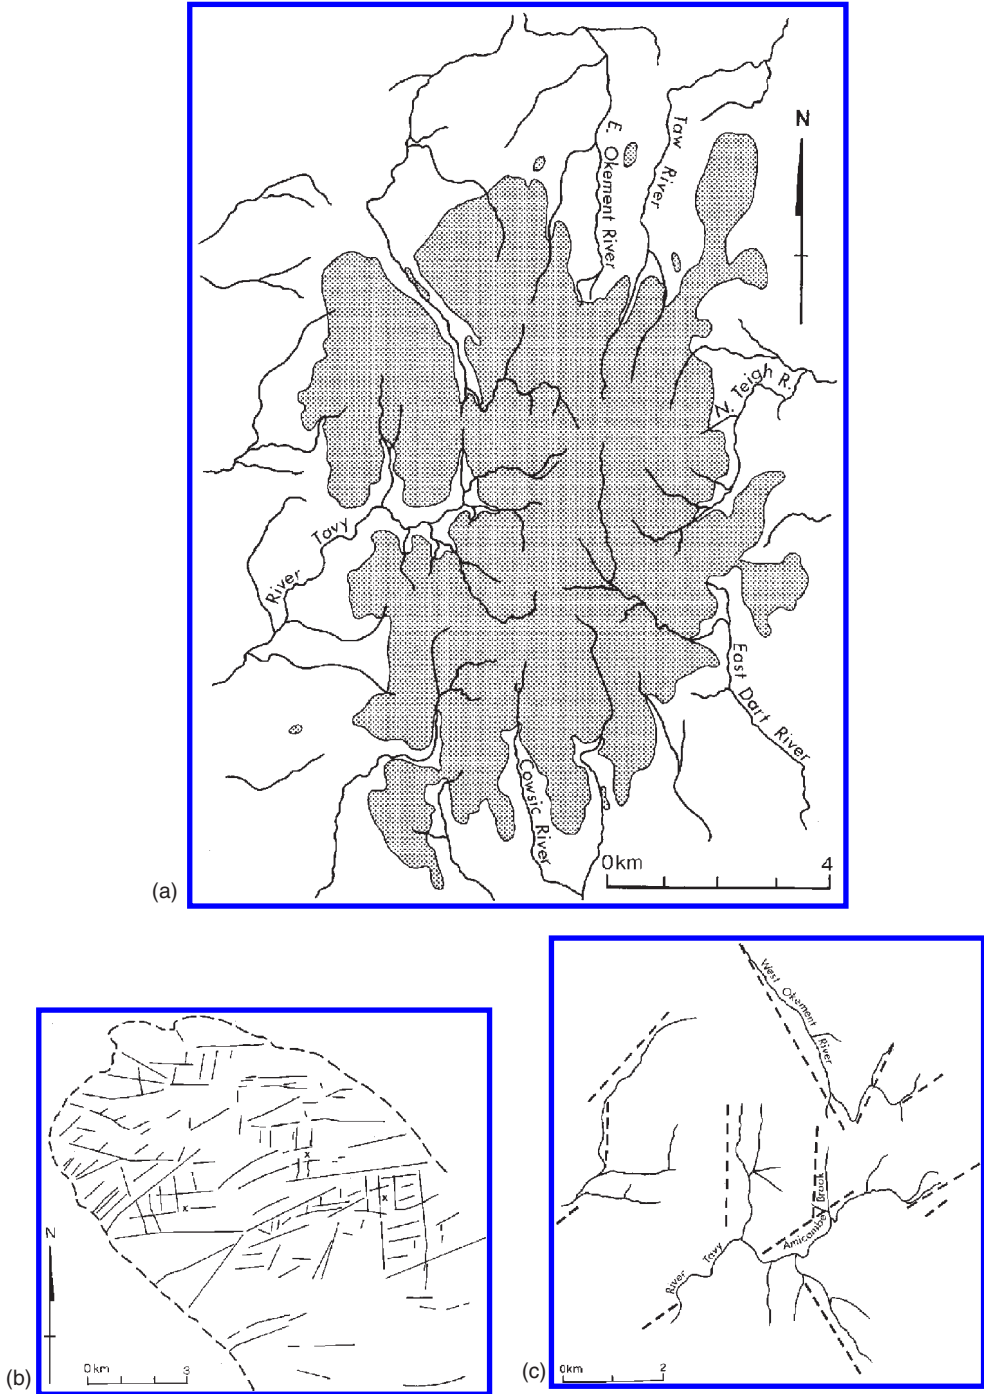 N
E. Okement River
Taw River
N. Teigh R.
River Tavy
East Dart River
Cowsic River
0km 4
(a)
West Okement River
N
x
x
x
Amicombe Brook
River Tavy
0km 3
(b)
0km 2
(c)